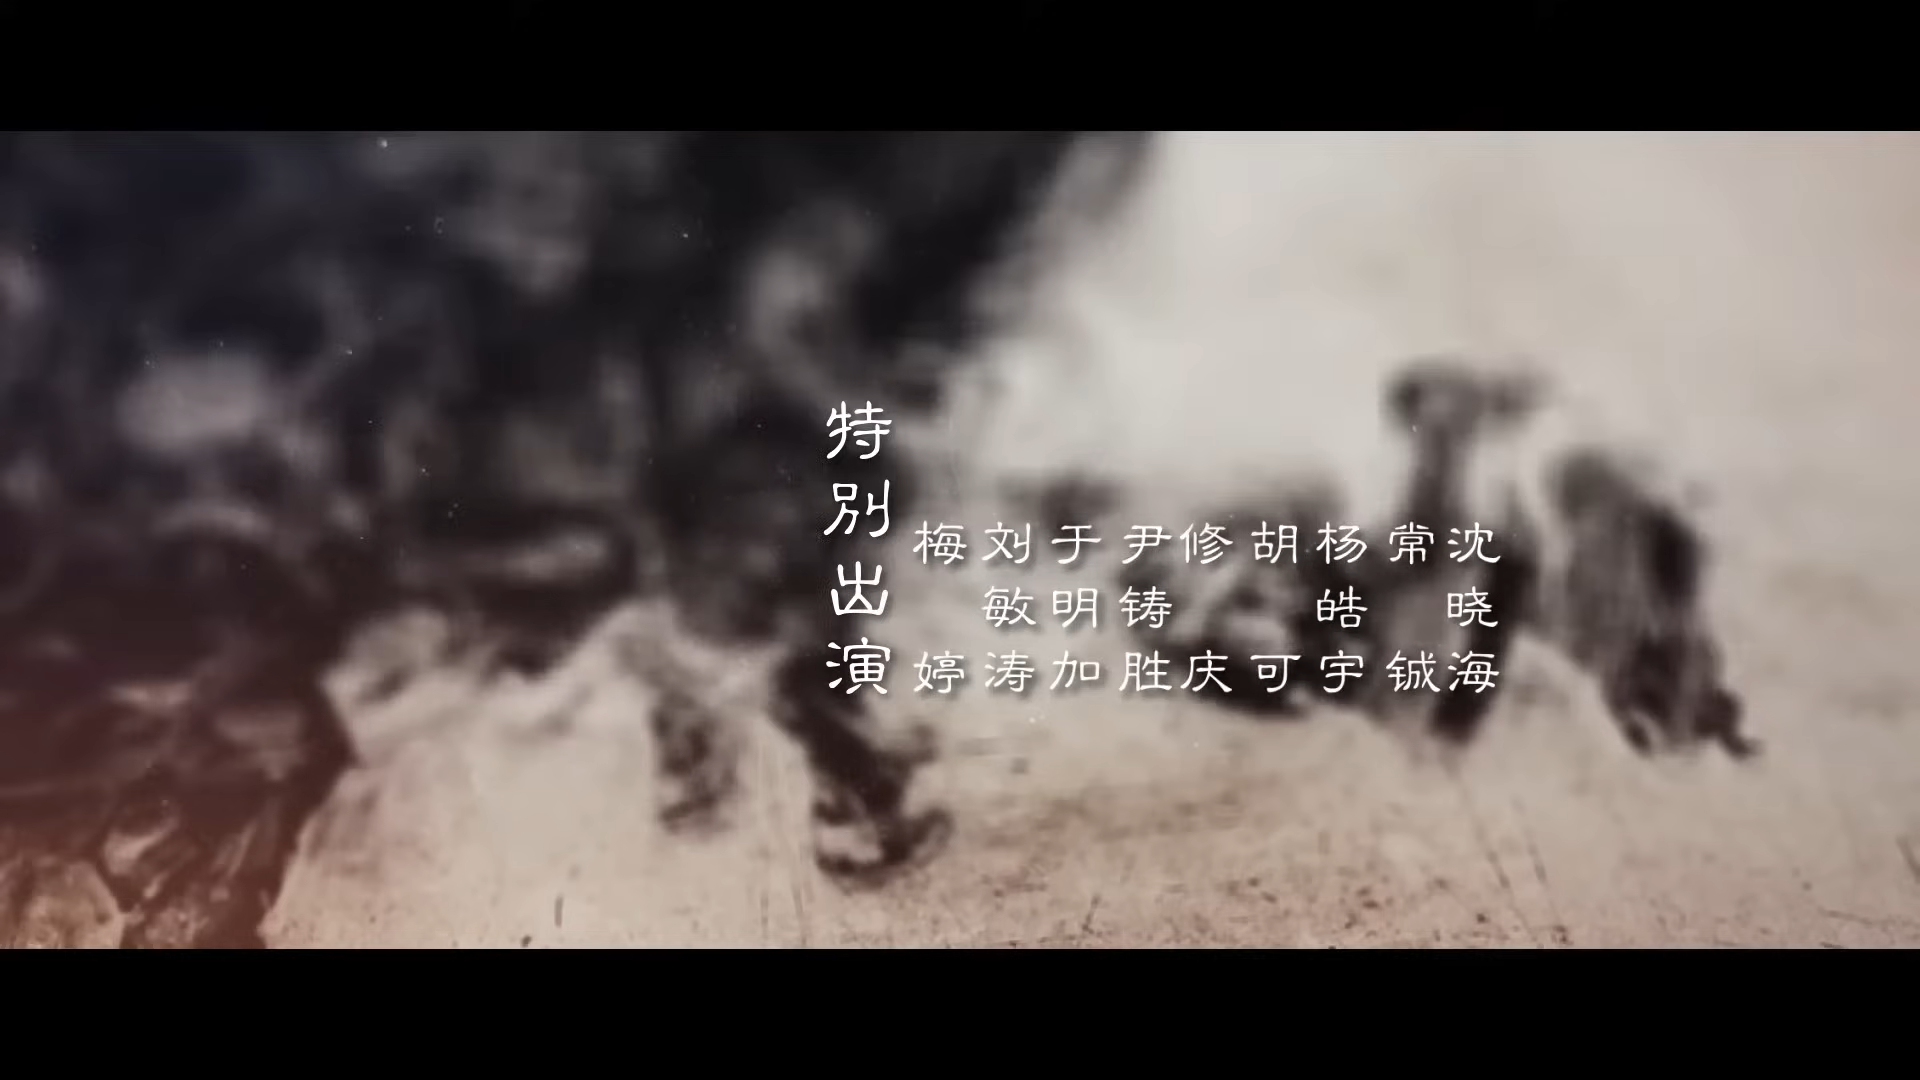 特别出演
梅婷
刘敏涛
于明加
尹铸胜
修庆
胡可
杨皓宇
常铖
沈晓海